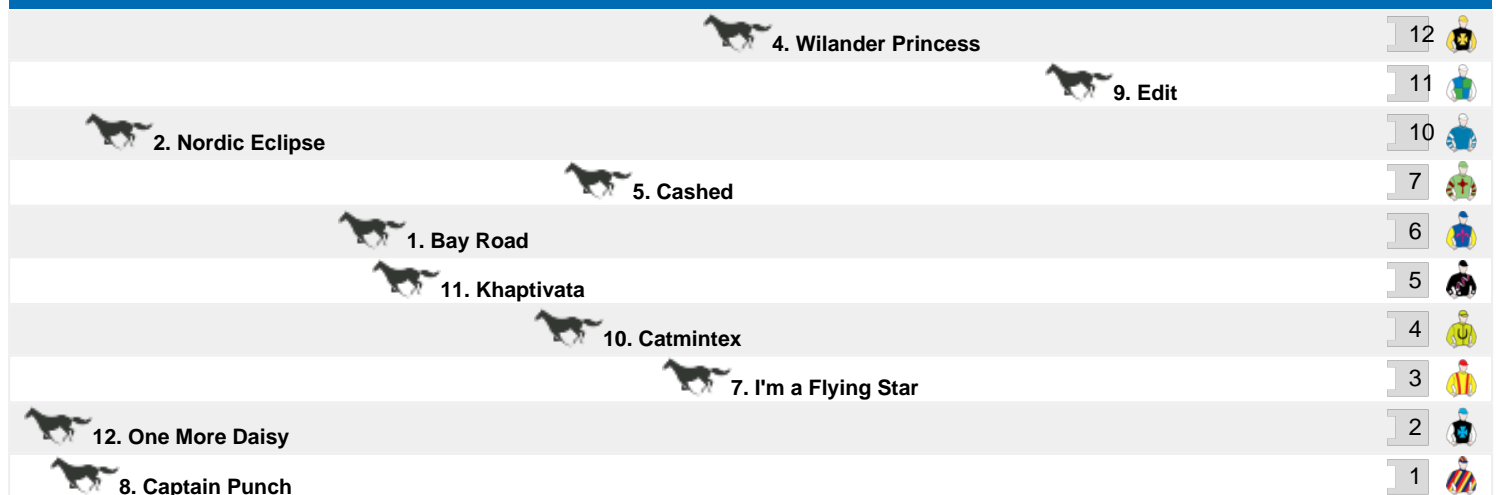 4. Wilander Princess 12
9. Edit 11
2. Nordic Eclipse 10
5. Cashed 7
1. Bay Road 6
11. Khaptivata 5
10. Catmintex 4
7. I'm a Flying Star 3
12. One More Daisy 2
8. Captain Punch 1